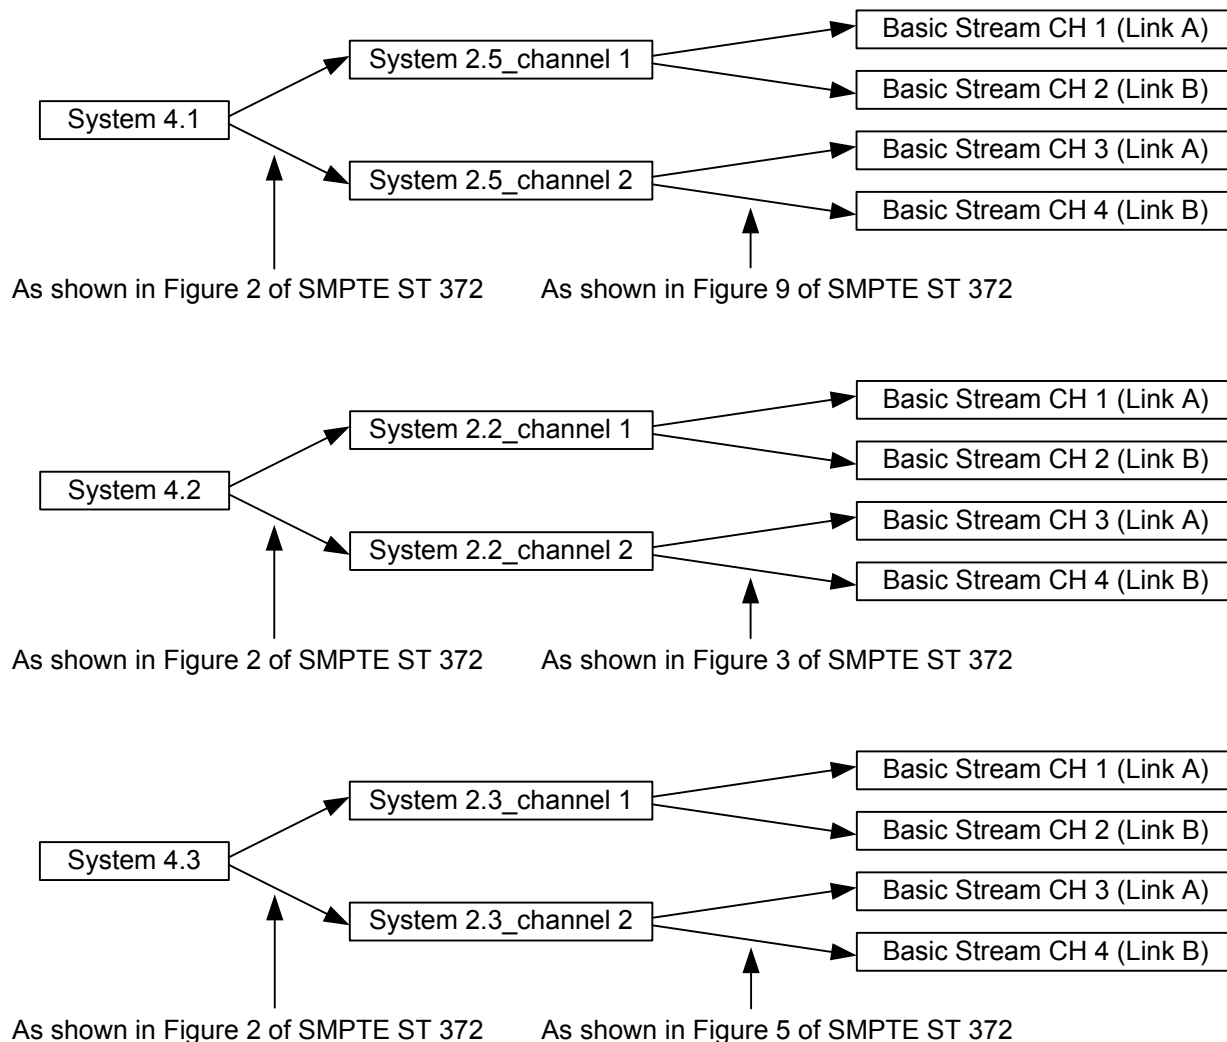 Basic Stream CH 1 (Link A)
System 2.5_channel 1
Basic Stream CH 2 (Link B)
System 4.1
Basic Stream CH 3 (Link A)
System 2.5_channel 2
Basic Stream CH 4 (Link B)
As shown in Figure 2 of SMPTE ST 372
As shown in Figure 9 of SMPTE ST 372
Basic Stream CH 1 (Link A)
System 2.2_channel 1
Basic Stream CH 2 (Link B)
System 4.2
Basic Stream CH 3 (Link A)
System 2.2_channel 2
Basic Stream CH 4 (Link B)
As shown in Figure 2 of SMPTE ST 372
As shown in Figure 3 of SMPTE ST 372
Basic Stream CH 1 (Link A)
System 2.3_channel 1
Basic Stream CH 2 (Link B)
System 4.3
Basic Stream CH 3 (Link A)
System 2.3_channel 2
Basic Stream CH 4 (Link B)
As shown in Figure 2 of SMPTE ST 372
As shown in Figure 5 of SMPTE ST 372